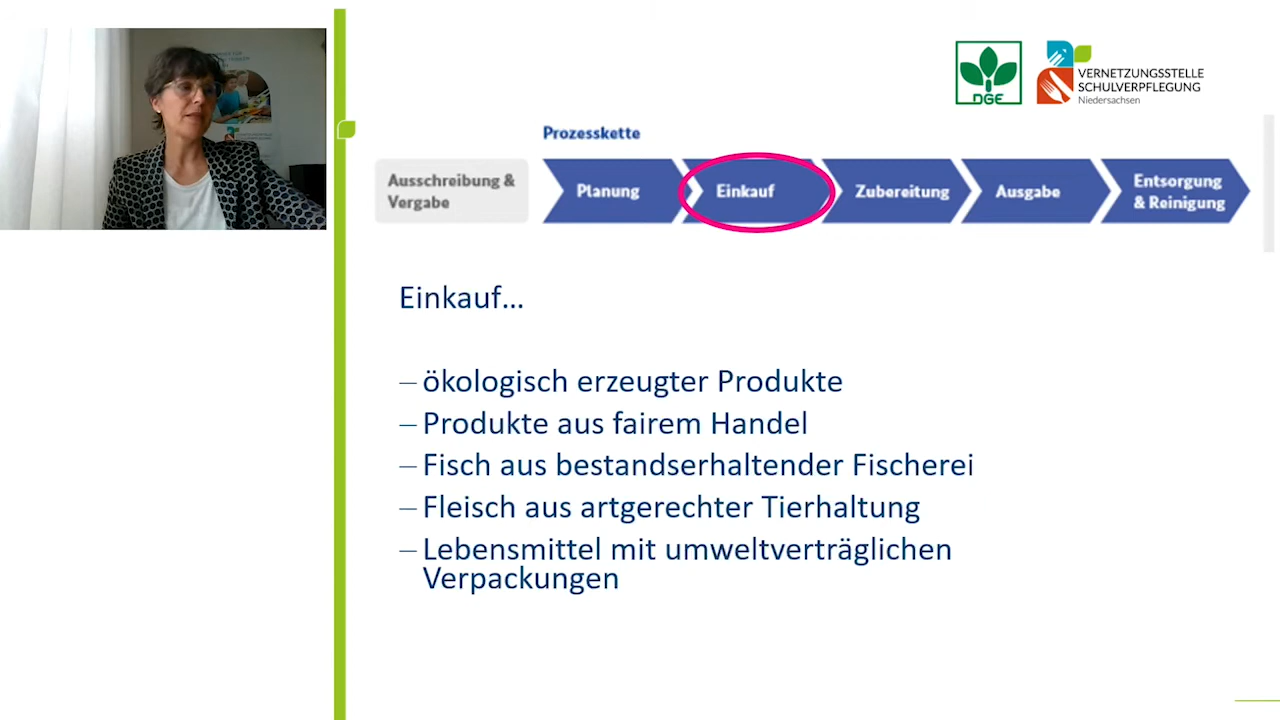 DGE
VERNETZUNGSSTELLE
SCHULVERPFLEGUNG
Niedersachsen
Prozesskette
Ausschreibung &
Vergabe
Planung
Einkauf
Zubereitung
Ausgabe
Entsorgung
& Reinigung
Einkauf...
– ökologisch erzeugter Produkte
– Produkte aus fairem Handel
– Fisch aus bestandserhaltender Fischerei
– Fleisch aus artgerechter Tierhaltung
– Lebensmittel mit umweltverträglichen
Verpackungen